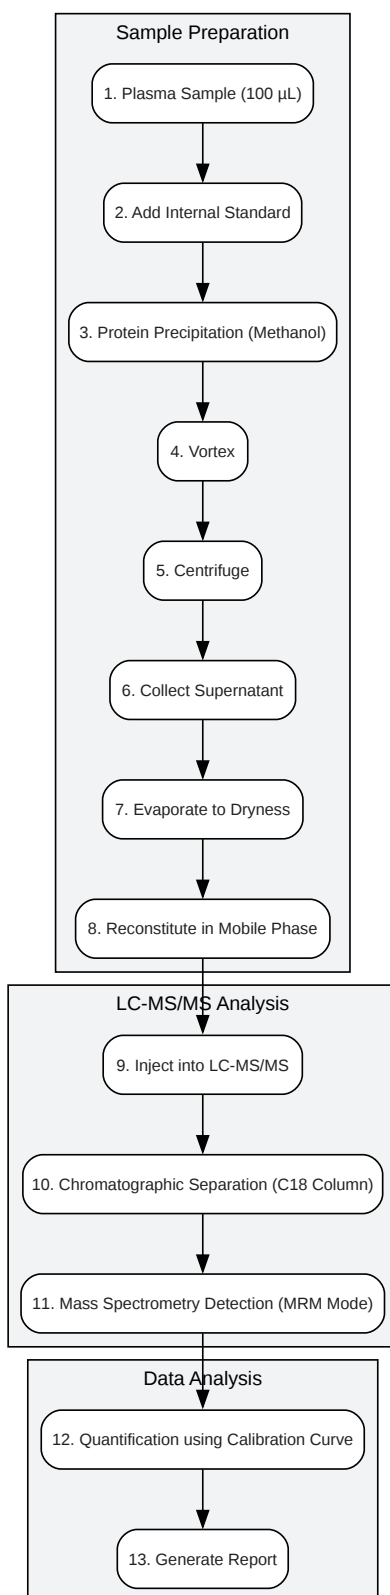 Sample Preparation
1. Plasma Sample (100 µL)
2. Add Internal Standard
3. Protein Precipitation (Methanol)
4. Vortex
5. Centrifuge
6. Collect Supernatant
7. Evaporate to Dryness
8. Reconstitute in Mobile Phase
LC-MS/MS Analysis
9. Inject into LC-MS/MS
10. Chromatographic Separation (C18 Column)
11. Mass Spectrometry Detection (MRM Mode)
Data Analysis
12. Quantification using Calibration Curve
13. Generate Report